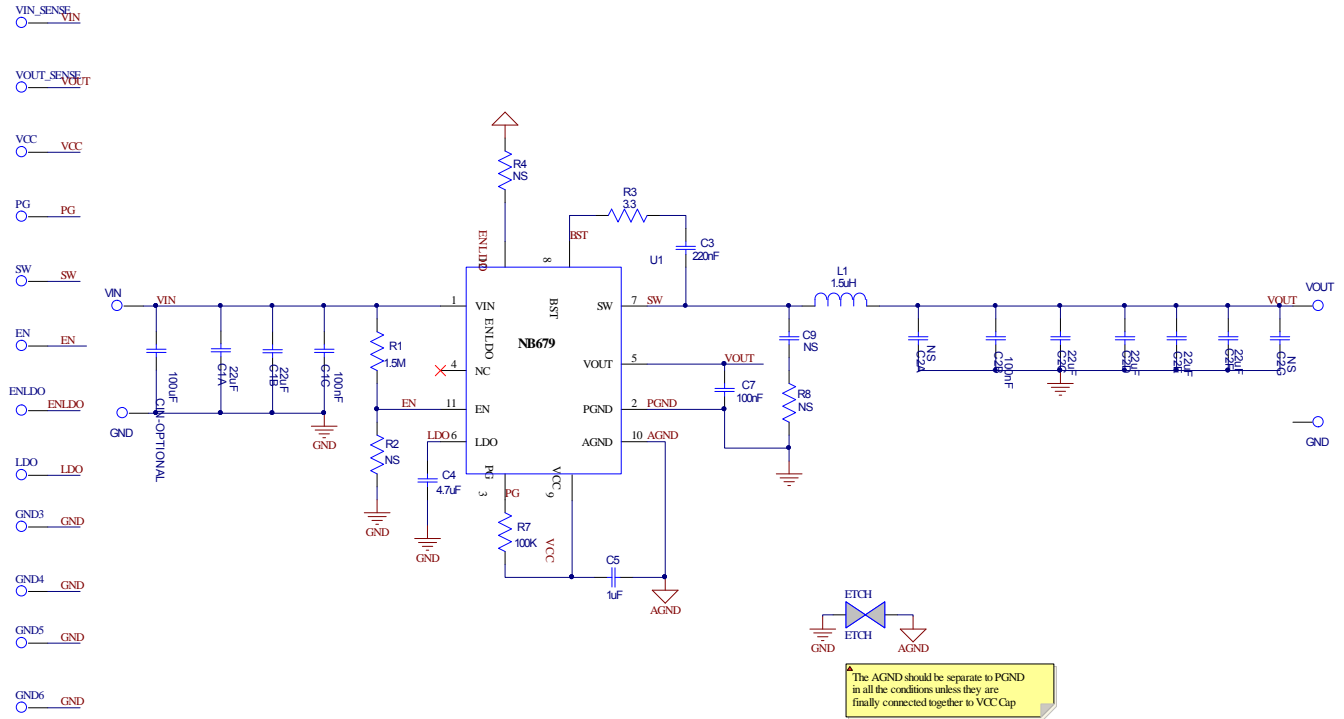 VIN_SENSE
VIN
VOUT_SENSE
VOUT
VCC
VCC
PG
PG
SW
SW
EN
EN
ENLDO
ENLDO
LDO
LDO
GND3
GND
GND4
GND
GND5
GND
GND6
GND
VIN
VIN
GND
100uF
CIN-OPTIONAL
22uF
C1A
22uF
C1B
100nF
C1C
GND
R1
1.5M
EN
R2
NS
GND
LDO
C4
4.7uF
GND
R4
NS
ENLDO
BST
R3
3.3
C3
220nF
U1
8
1
VIN
ENLDO
BST
NB679
SW
7
SW
4
NC
VOUT
5
VOUT
11
EN
PGND
2
PGND
6
LDO
AGND
10
AGND
PG
VCC
3
9
PG
R7
100K
VCC
C5
1uF
AGND
C7
100nF
C9
NS
R8
NS
L1
1.5uH
NS
C2A
100nF
C2B
22uF
22uF
22uF
22uF
NS
C2G
VOUT
VOUT
GND
ETCH
ETCH
GND
AGND
The AGND should be separate to PGND
in all the conditions unless they are
finally connected together to VCC Cap